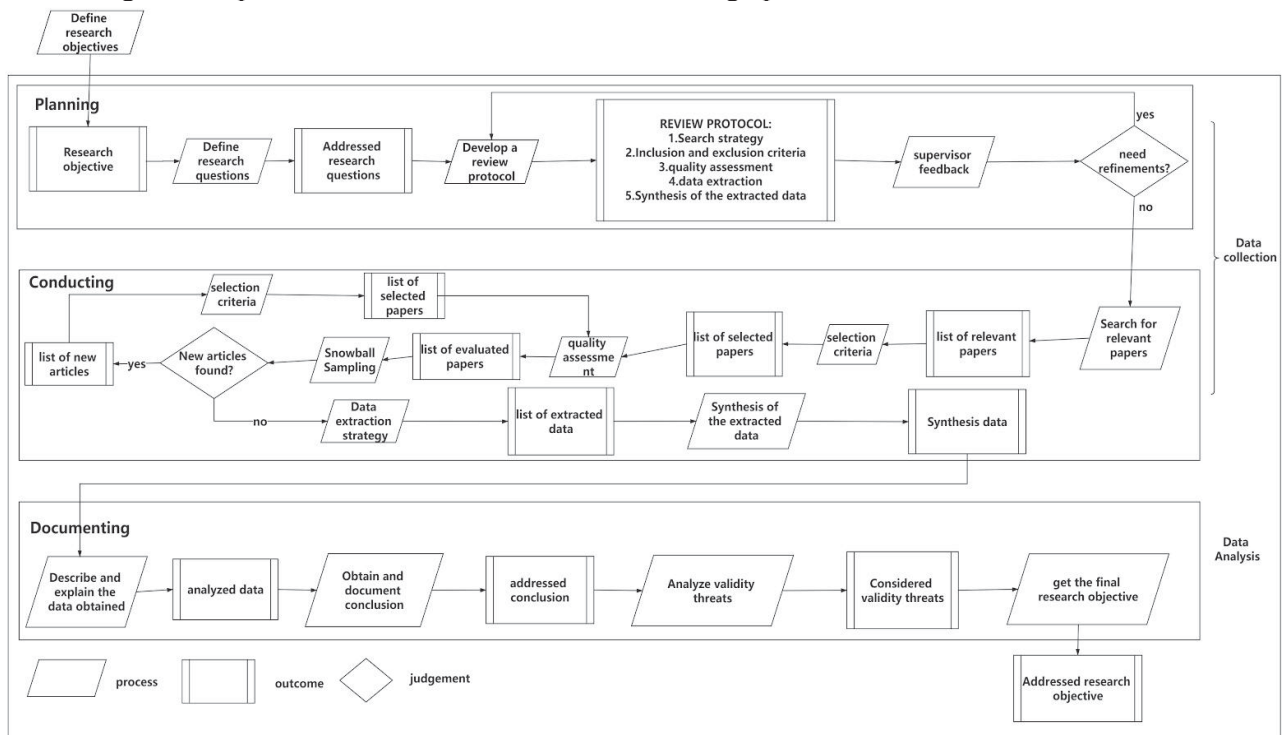 Define
research
objectives
Planning
Research
objective
Define
research
questions
Addressed
research
questions
Develop a
review
protocol
REVIEW PROTOCOL:
1.Search strategy
2.Inclusion and exclusion criteria
3.quality assessment
4.data extraction
5.Synthesis of the extracted data
supervisor
feedback
need
refinements?
yes
no
Data
collection
Conducting
Search for
relevant
papers
list of relevant
papers
selection
criteria
list of selected
papers
quality
assessme
nt
list of evaluated
papers
Snowball
Sampling
New articles
found?
yes
list of new
articles
selection
criteria
list of
selected
papers
no
Data
extraction
strategy
list of extracted
data
Synthesis of
the extracted
data
Synthesis data
Documenting
Describe and
explain the
data obtained
analyzed data
Obtain and
document
conclusion
addressed
conclusion
Analyze validity
threats
Considered
validity threats
get the final
research objective
Data
Analysis
Addressed research
objective
process
outcome
judgement